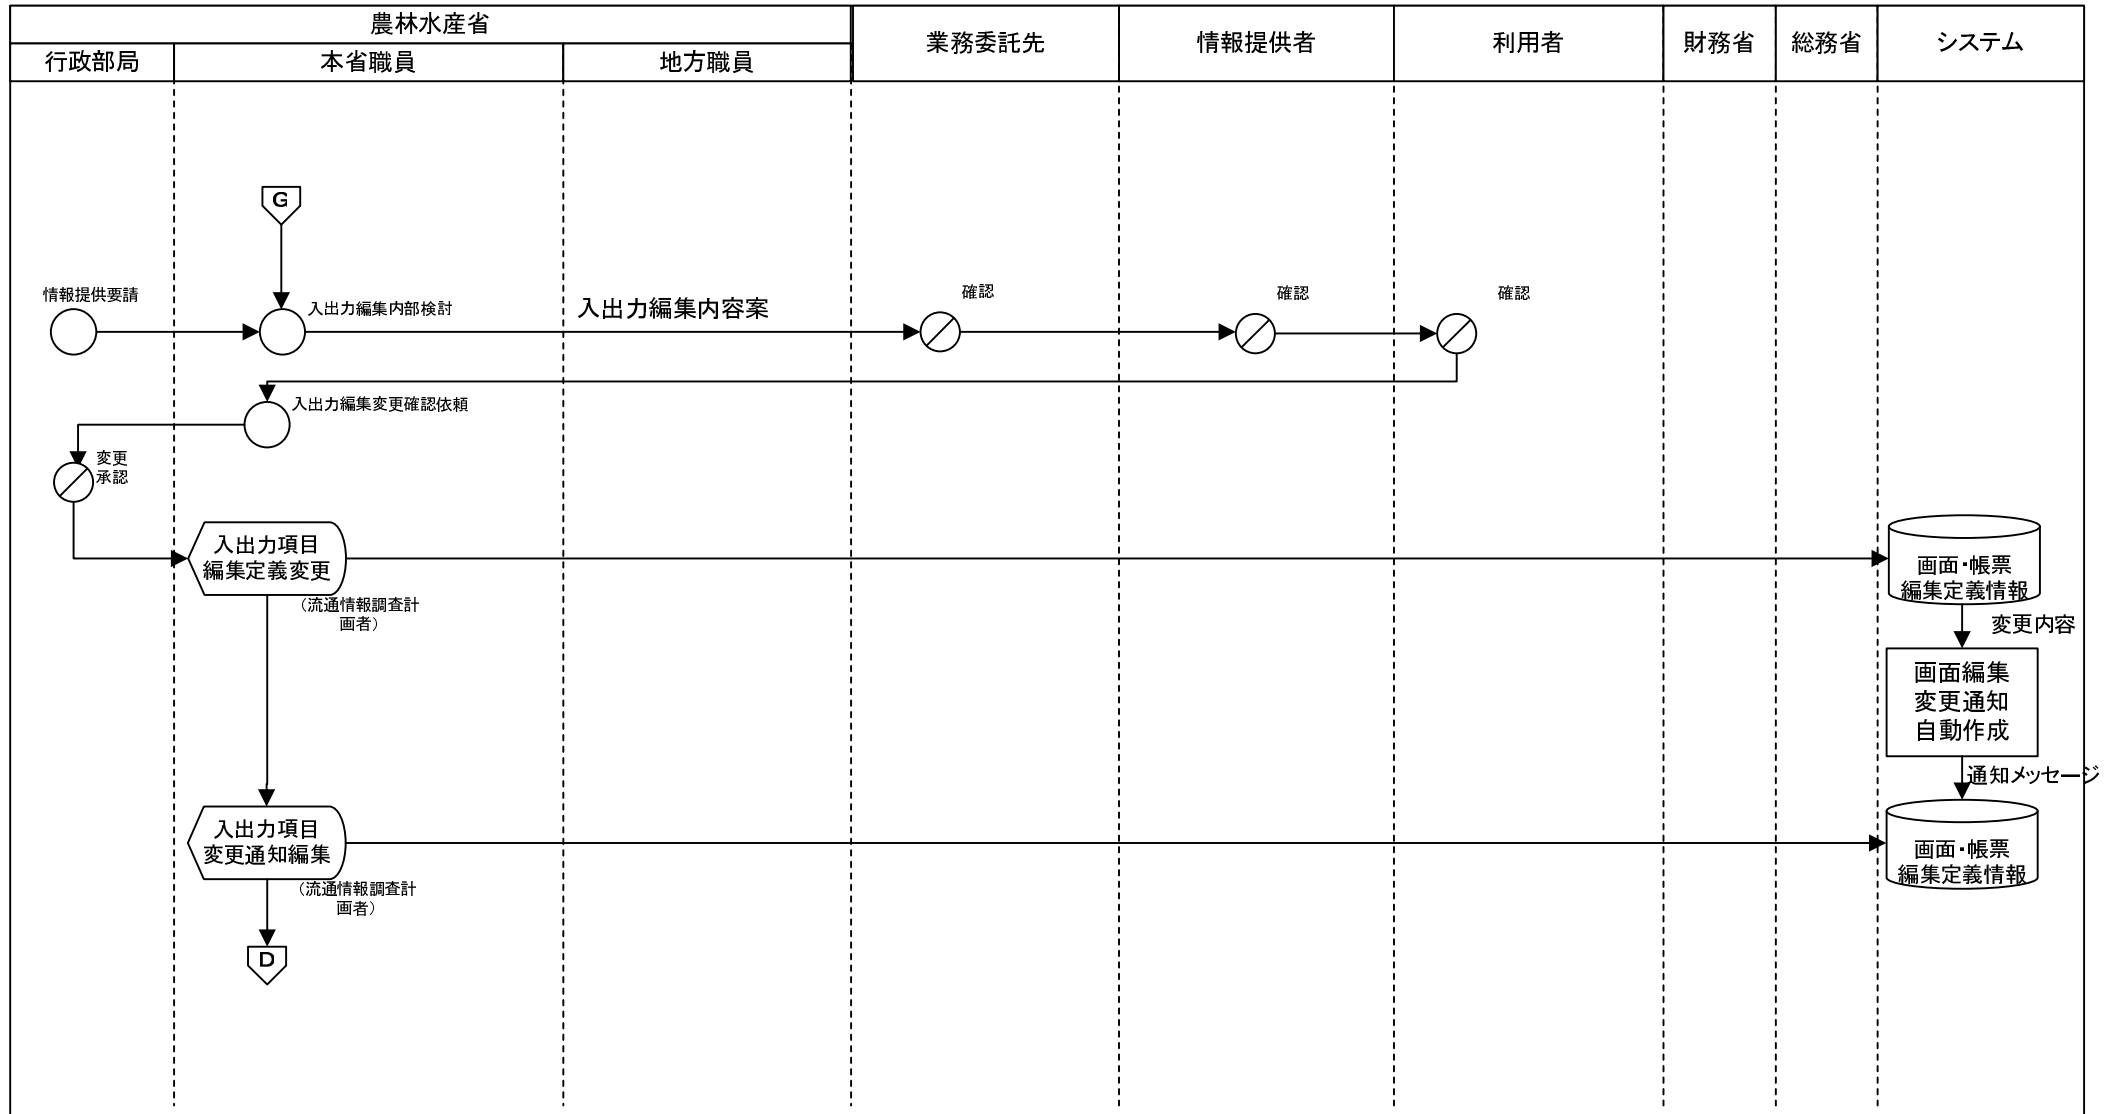 農林水産省
行政部局
本省職員
地方職員
業務委託先
情報提供者
利用者
財務省
総務省
システム
G
情報提供要請
入出力編集内部検討
入出力編集内容案
確認
確認
確認
入出力編集変更確認依頼
変更
承認
入出力項目
編集定義変更
(流通情報調査計
画者)
画面・帳票
編集定義情報
変更内容
画面編集
変更通知
自動作成
通知メッセージ
入出力項目
変更通知編集
(流通情報調査計
画者)
画面・帳票
編集定義情報
D